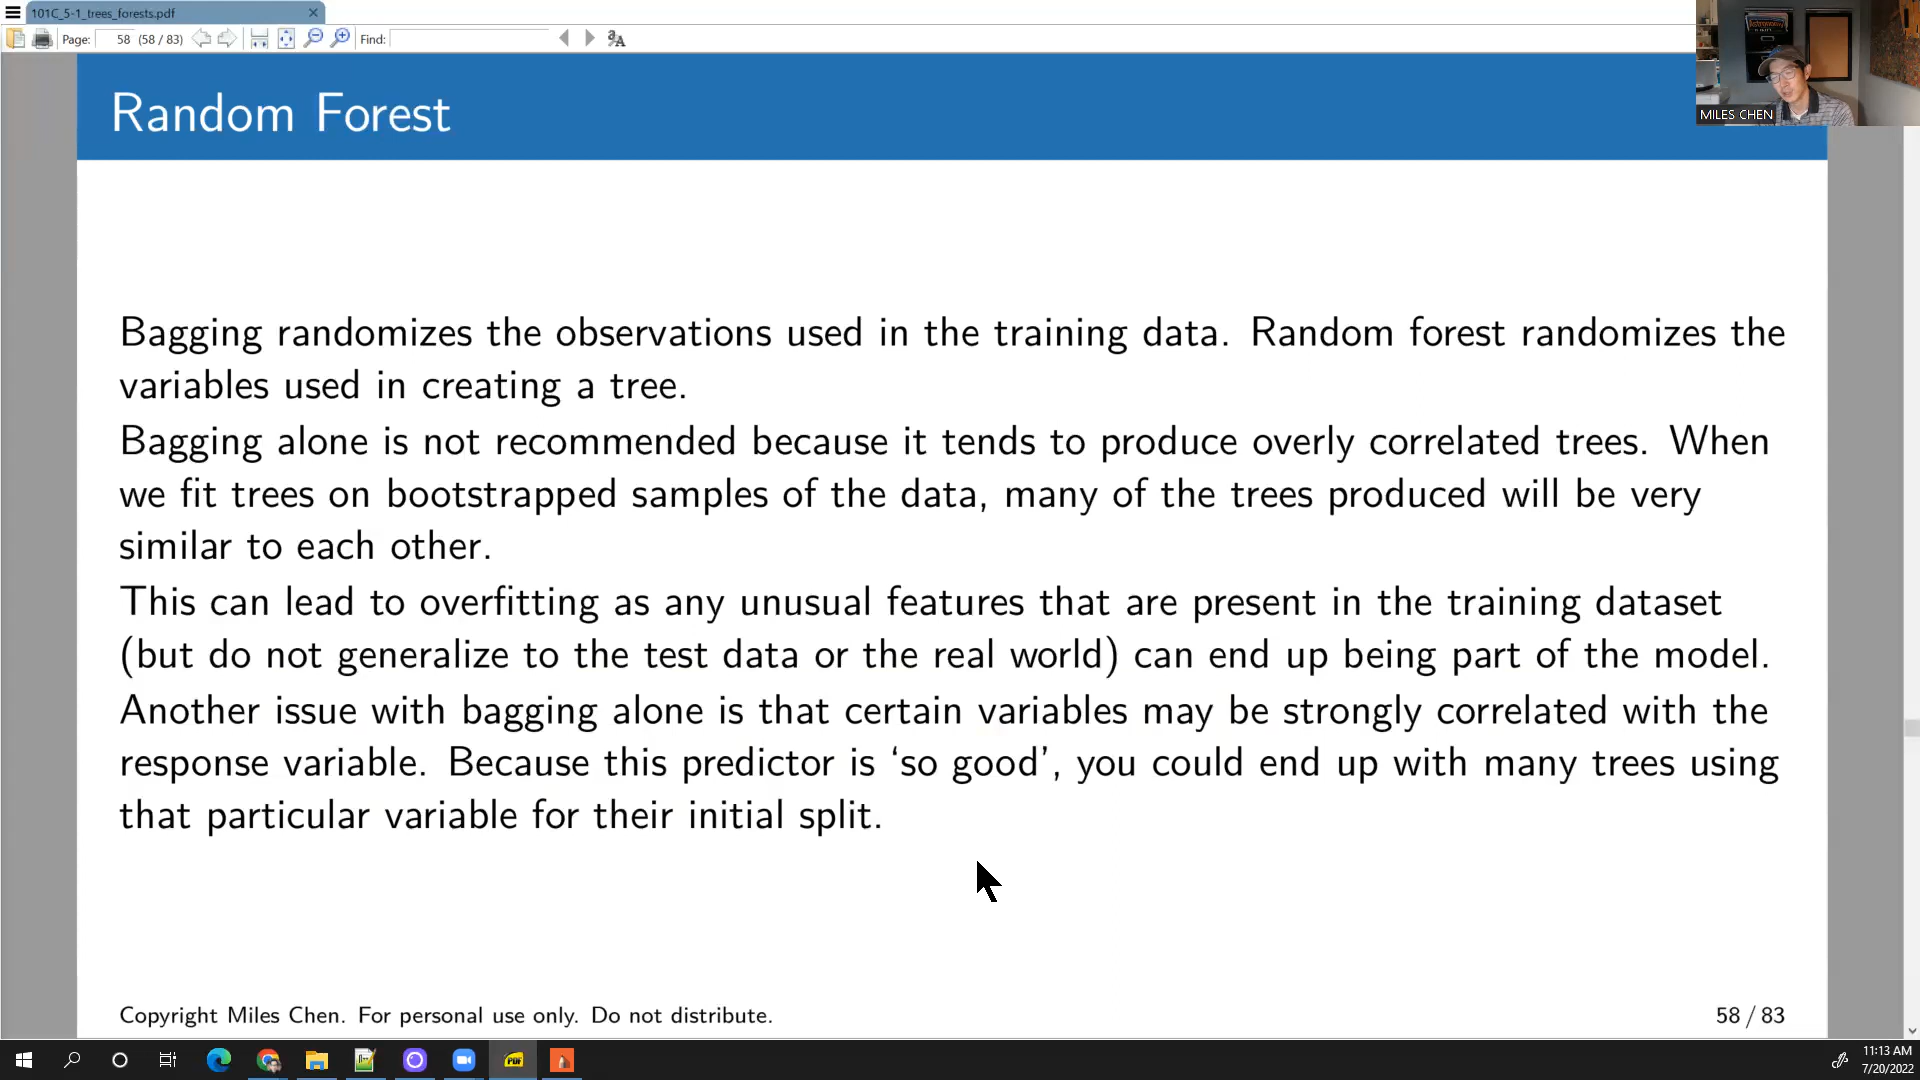 101C_5-1_trees_forests.pdf
Page: 58 (58 / 83) Find:
MILES CHEN
Random Forest
Bagging randomizes the observations used in the training data. Random forest randomizes the
variables used in creating a tree.
Bagging alone is not recommended because it tends to produce overly correlated trees. When
we fit trees on bootstrapped samples of the data, many of the trees produced will be very
similar to each other.
This can lead to overfitting as any unusual features that are present in the training dataset
(but do not generalize to the test data or the real world) can end up being part of the model.
Another issue with bagging alone is that certain variables may be strongly correlated with the
response variable. Because this predictor is ‘so good’, you could end up with many trees using
that particular variable for their initial split.
Copyright Miles Chen. For personal use only. Do not distribute.
58 / 83
PDF
11:13 AM
7/20/2022